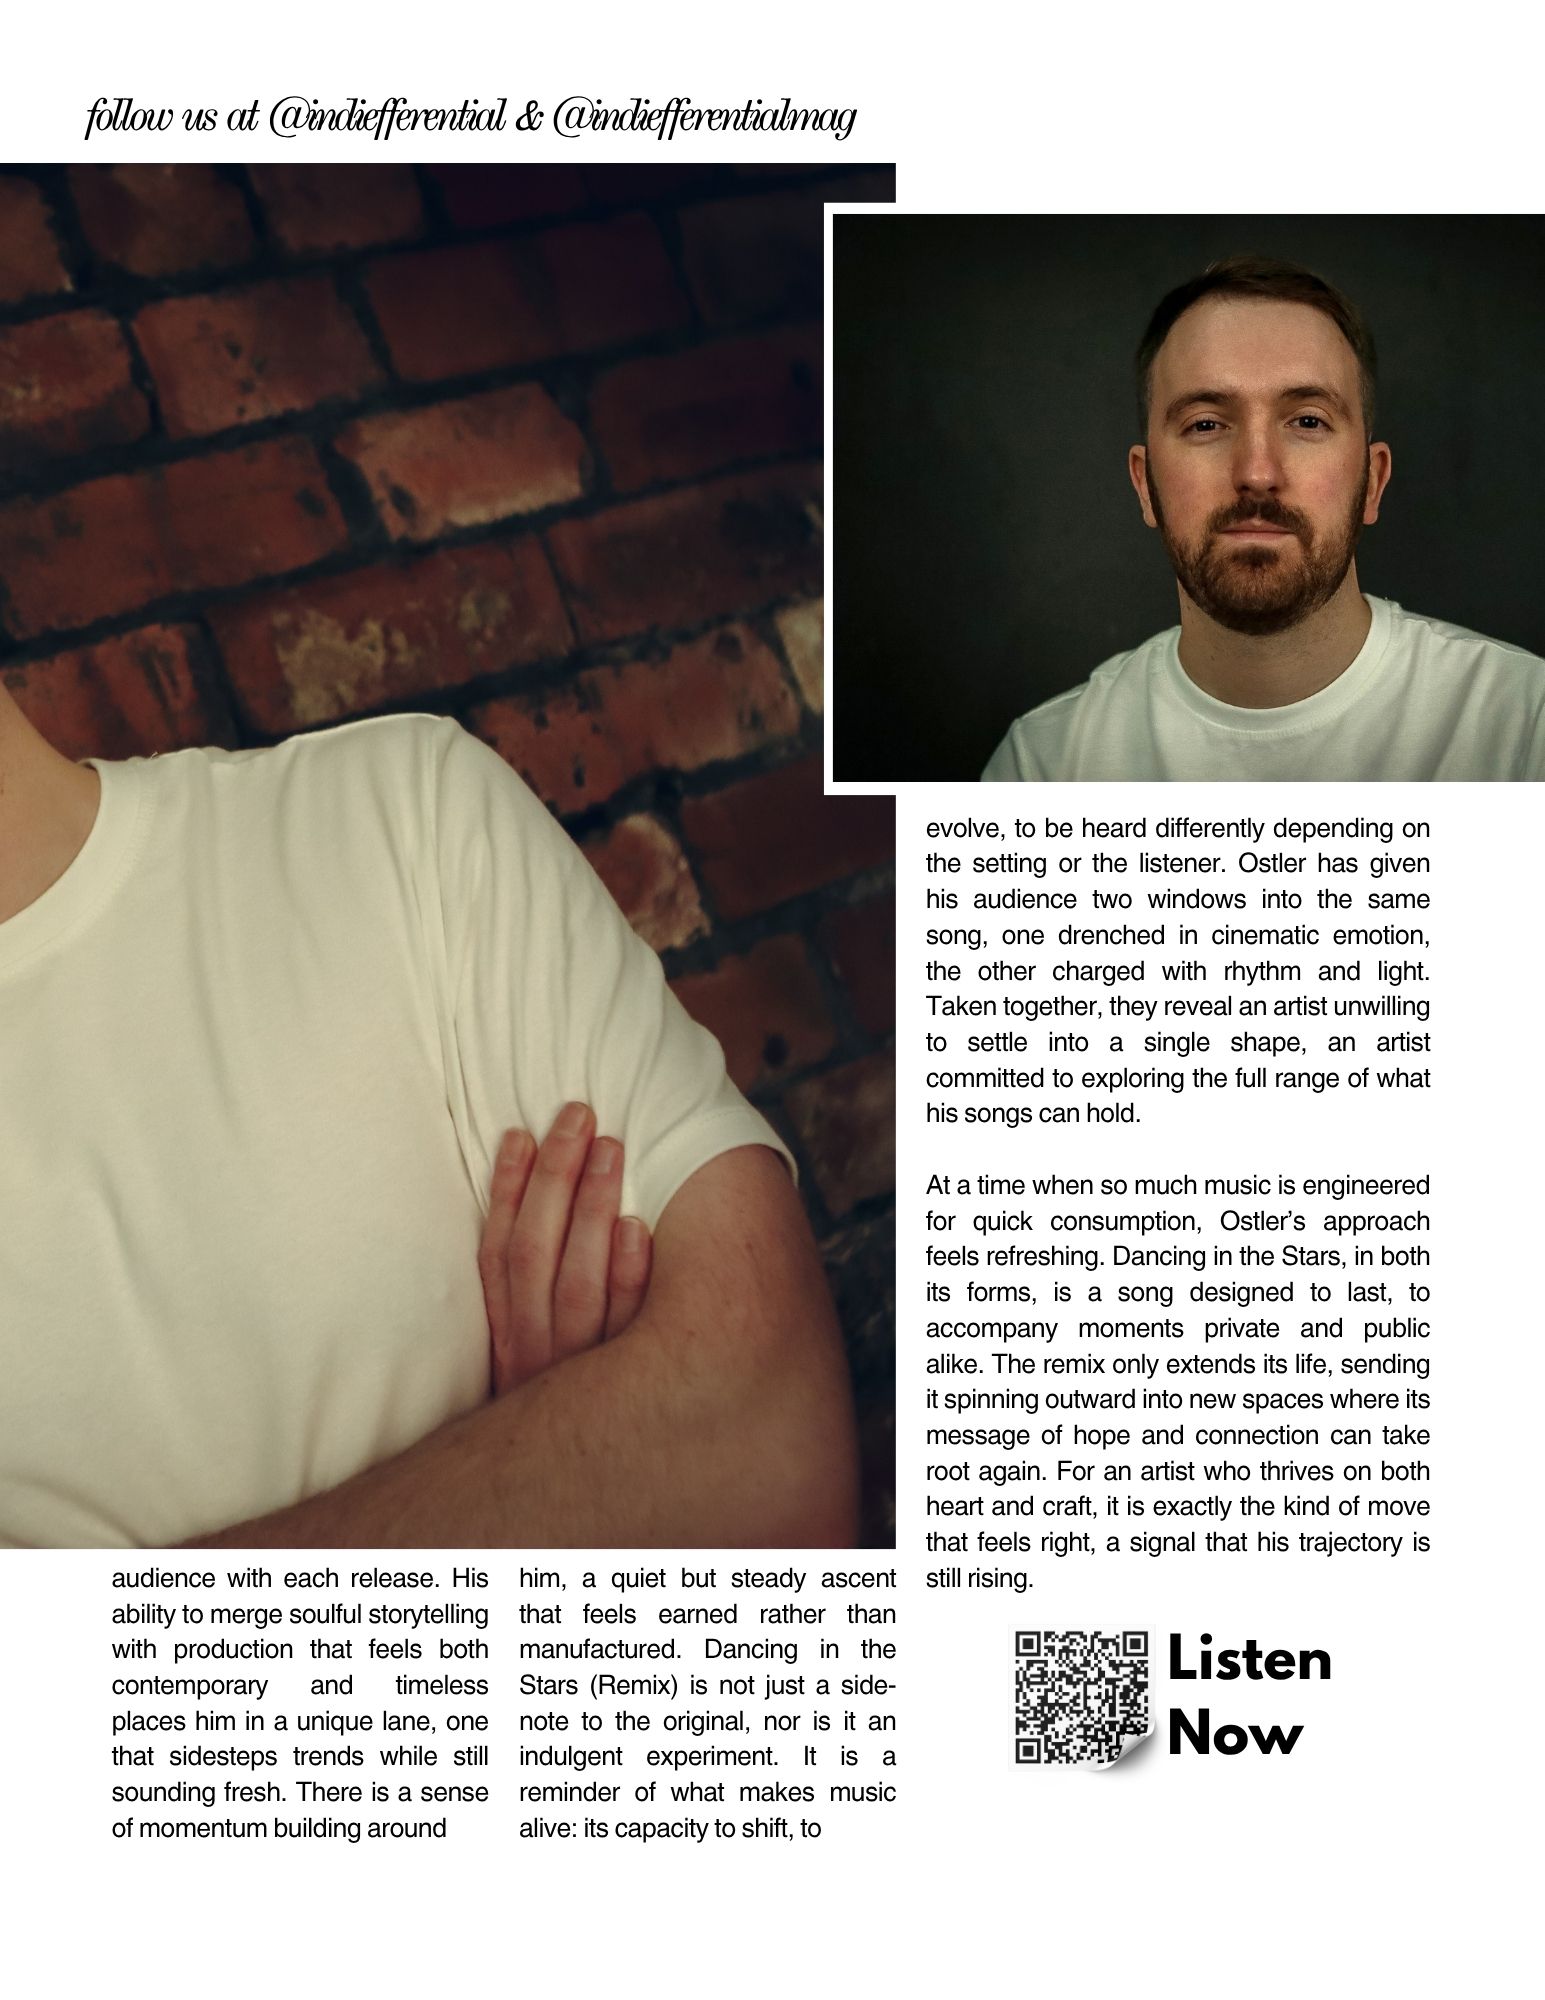 follow us at @indiefferential & @indiefferentialmag
audience with each release. His
ability to merge soulful storytelling
with production that feels both
contemporary and timeless
places him in a unique lane, one
that sidesteps trends while still
sounding fresh. There is a sense
of momentum building around
him, a quiet but steady ascent
that feels earned rather than
manufactured. Dancing in the
Stars (Remix) is not just a side-
note to the original, nor is it an
indulgent experiment. It is a
reminder of what makes music
alive: its capacity to shift, to
evolve, to be heard differently depending on
the setting or the listener. Ostler has given
his audience two windows into the same
song, one drenched in cinematic emotion,
the other charged with rhythm and light.
Taken together, they reveal an artist unwilling
to settle into a single shape, an artist
committed to exploring the full range of what
his songs can hold.
At a time when so much music is engineered
for quick consumption, Ostler’s approach
feels refreshing. Dancing in the Stars, in both
its forms, is a song designed to last, to
accompany moments private and public
alike. The remix only extends its life, sending
it spinning outward into new spaces where its
message of hope and connection can take
root again. For an artist who thrives on both
heart and craft, it is exactly the kind of move
that feels right, a signal that his trajectory is
still rising.
Listen
Now